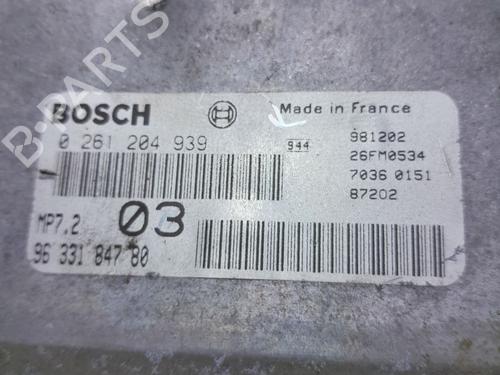 B-PARTS
BOSCH
Made in France
0 261 204 939
944
981202
26FM0534
7036 0151
87202
MP7.2
03
96 331 847 80